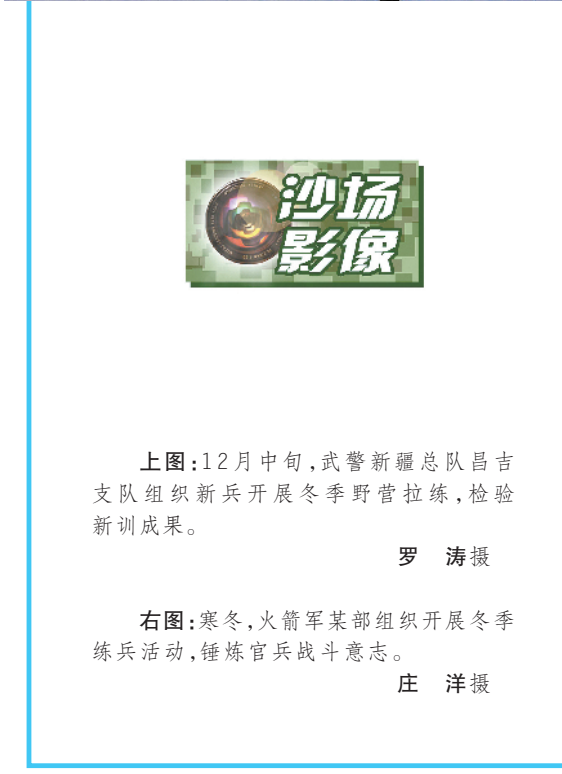 沙场
影像
上图:12月中旬,武警新疆总队昌吉
支队组织新兵开展冬季野营拉练,检验
新训成果。
罗　涛摄
右图:寒冬,火箭军某部组织开展冬季
练兵活动,锤炼官兵战斗意志。
庄　洋摄